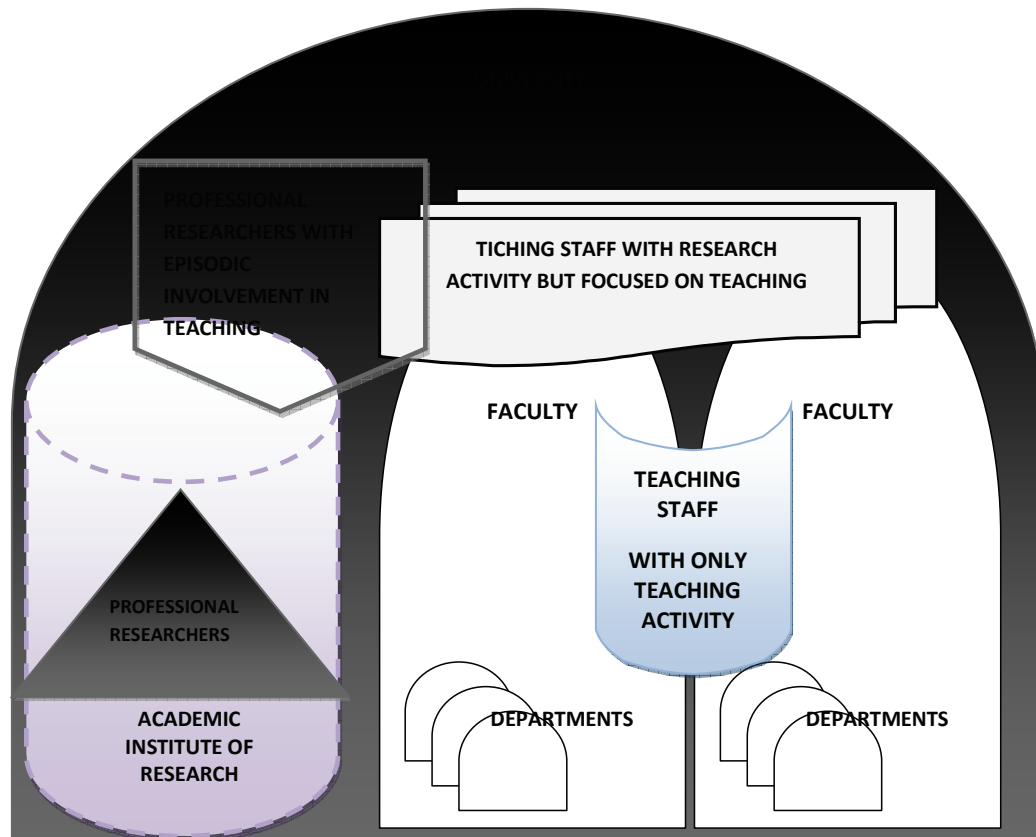 PROFESSIONAL
RESEARCHERS WITH
EPISODIC
INVOLVEMENT IN
TEACHING
TICHING STAFF WITH RESEARCH
ACTIVITY BUT FOCUSED ON TEACHING
FACULTY
FACULTY
TEACHING
STAFF
WITH ONLY
TEACHING
ACTIVITY
PROFESSIONAL
RESEARCHERS
ACADEMIC
INSTITUTE OF
RESEARCH
DEPARTMENTS
DEPARTMENTS